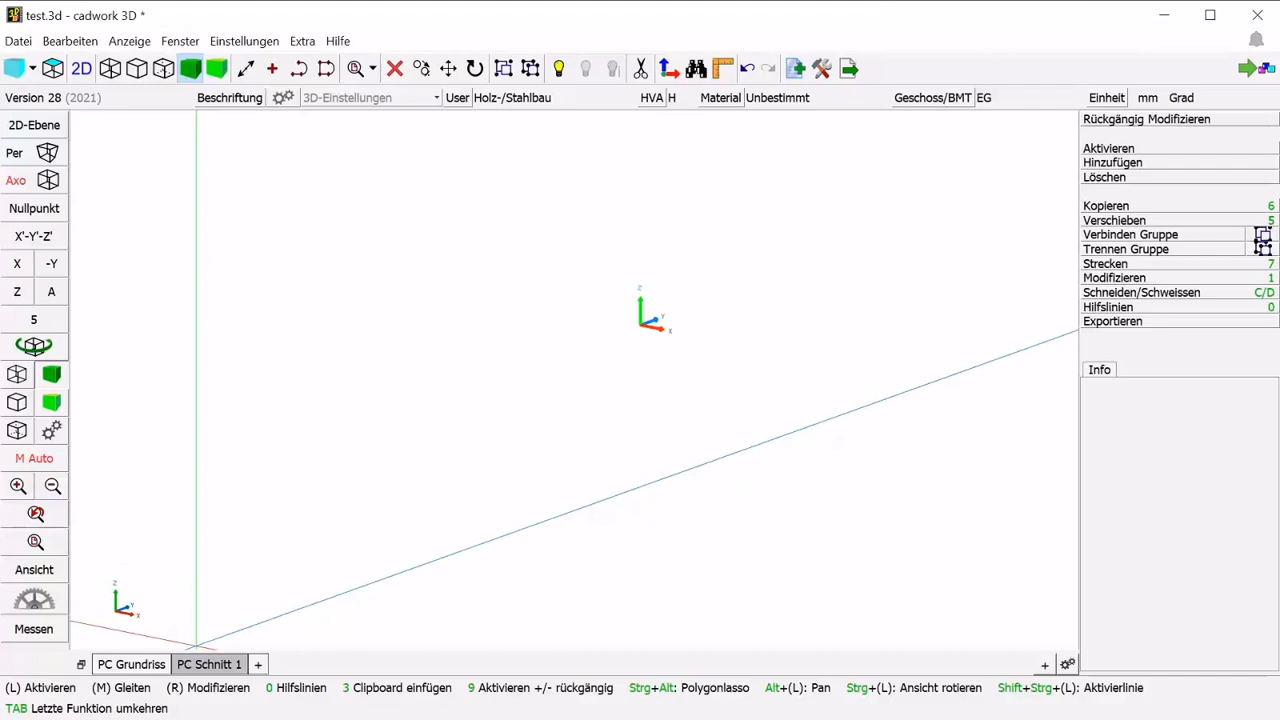 test.3d - cadwork 3D *
Datei Bearbeiten Anzeige Fenster Einstellungen Extra Hilfe
2D
Version 28 (2021) Beschriftung 3D-Einstellungen User Holz-/Stahlbau HVA H Material Unbestimmt Geschoss/BMT EG Einheit mm Grad
2D-Ebene
Per
Axo
Nullpunkt
X'-Y'-Z'
X -Y
Z A
5
M Auto
Ansicht
Messen
Z
Y
X
Z
Y
X
Rückgängig Modifizieren
Aktivieren
Hinzufügen
Löschen
Kopieren 6
Verschieben 5
Verbinden Gruppe
Trennen Gruppe
Strecken 7
Modifizieren 1
Schneiden/Schweissen C/D
Hilfslinien 0
Exportieren
Info
PC Grundriss PC Schnitt 1 +
+
(L) Aktivieren (M) Gleiten (R) Modifizieren 0 Hilfslinien 3 Clipboard einfügen 9 Aktivieren +/- rückgängig Strg+Alt: Polygonlasso Alt+(L): Pan Strg+(L): Ansicht rotieren Shift+Strg+(L): Aktivierlinie
TAB Letzte Funktion umkehren